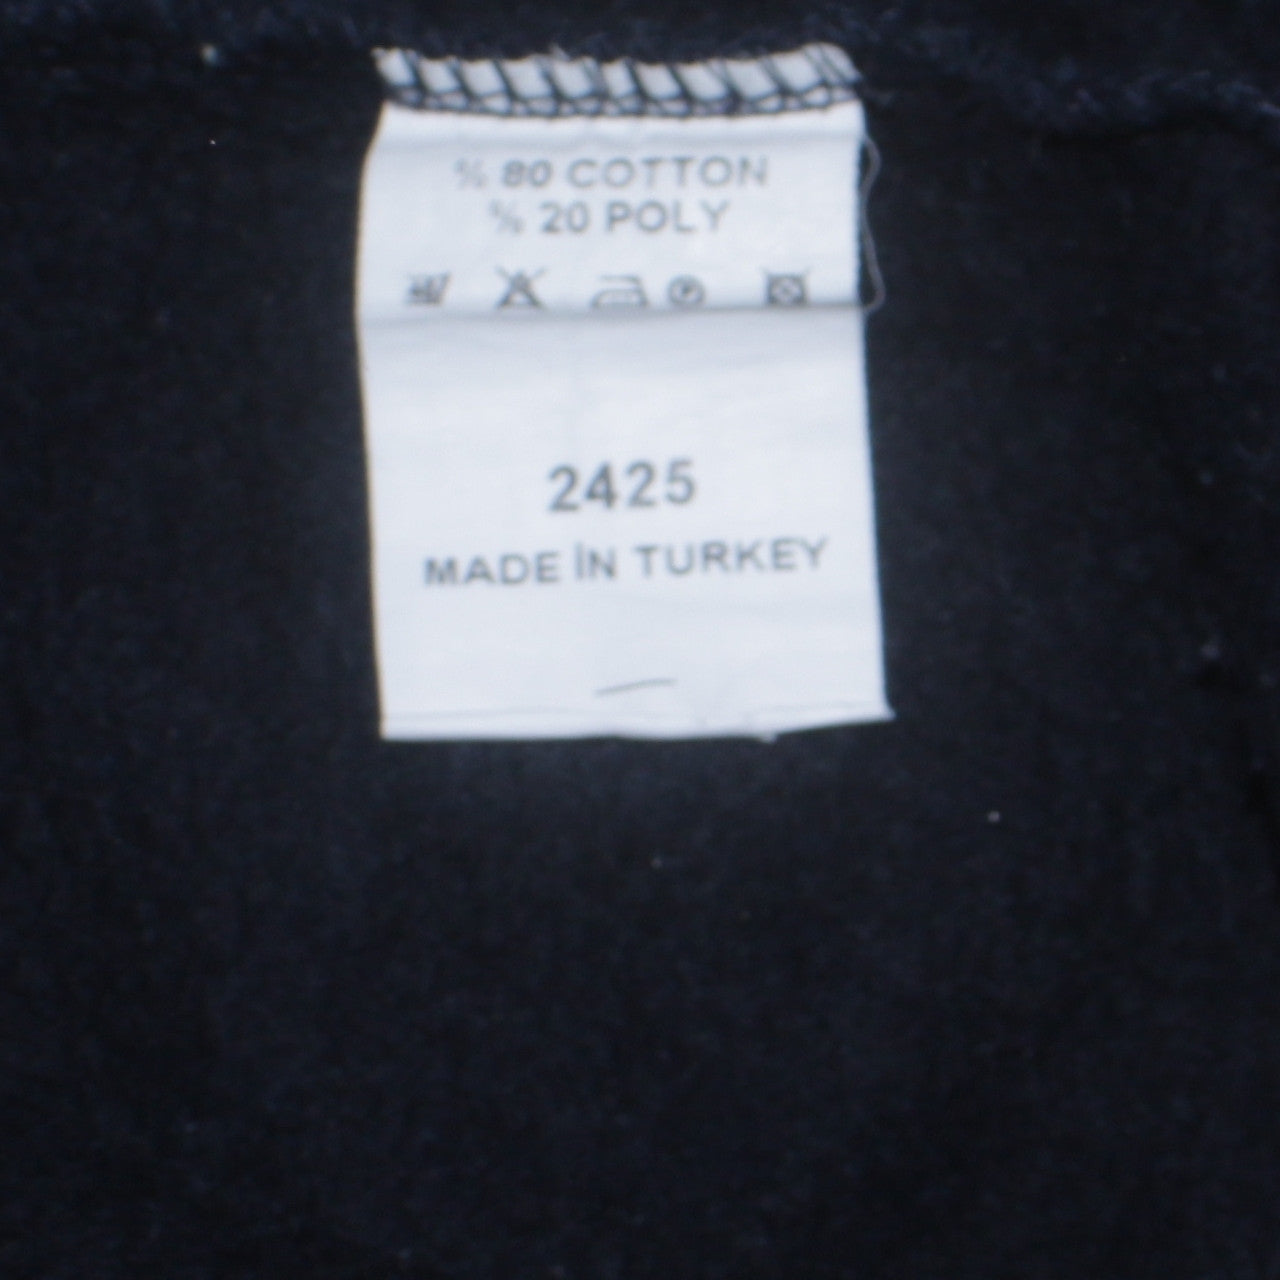 % 80 COTTON
% 20 POLY
2425
MADE İN TURKEY